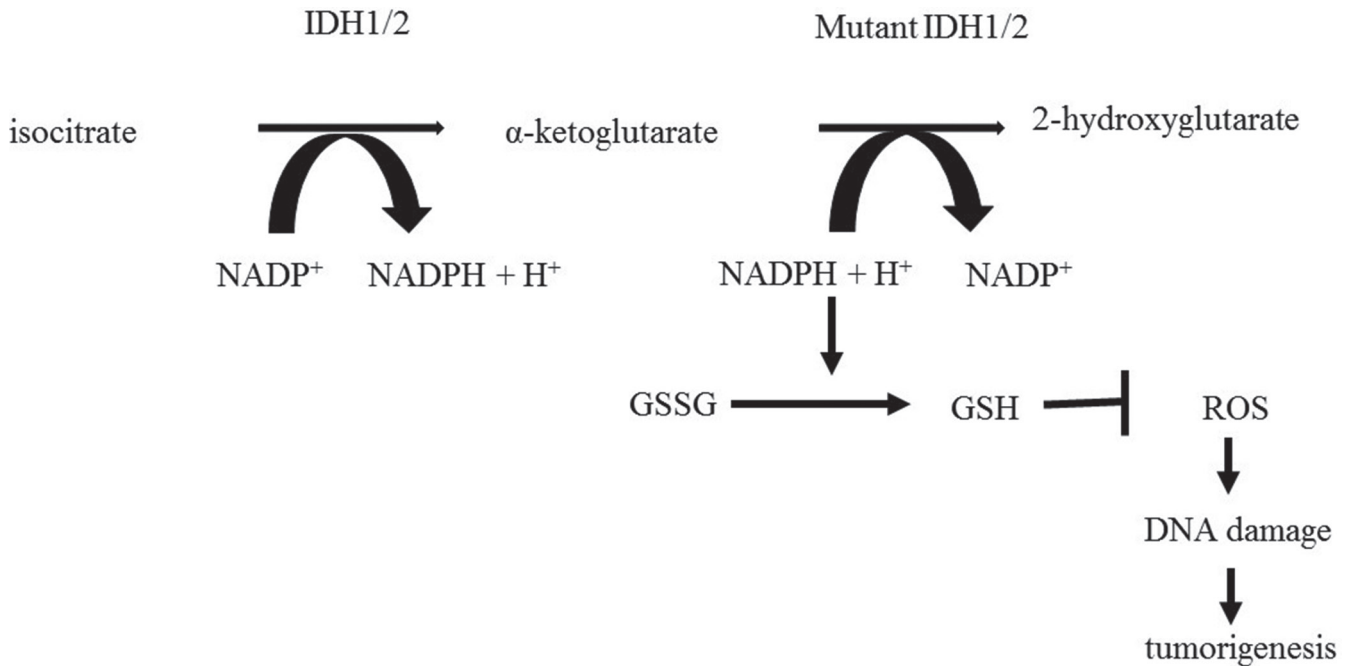 IDH1/2
Mutant IDH1/2
isocitrate
α-ketoglutarate
2-hydroxyglutarate
NADP⁺
NADPH + H⁺
NADPH + H⁺
NADP⁺
GSSG
GSH
ROS
DNA damage
tumorigenesis